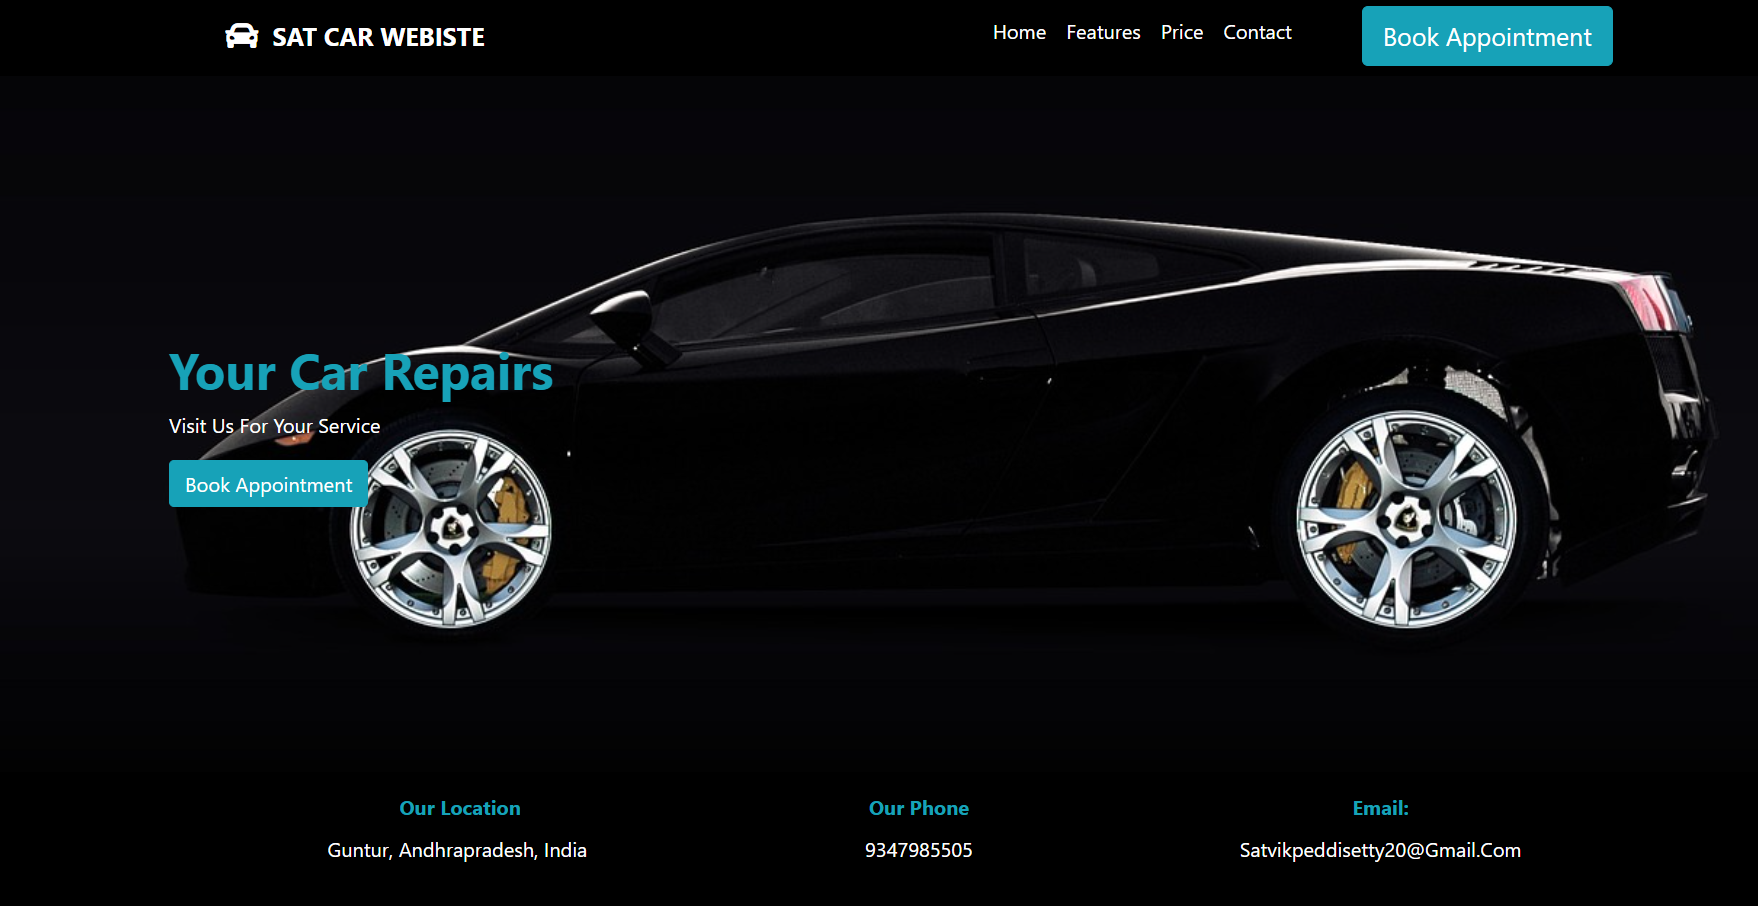 SAT CAR WEBISTE
Home Features Price Contact
Book Appointment
Your Car Repairs
Visit Us For Your Service
Book Appointment
Our Location
Guntur, Andhrapradesh, India
Our Phone
9347985505
Email:
Satvikpeddisetty20@Gmail.Com